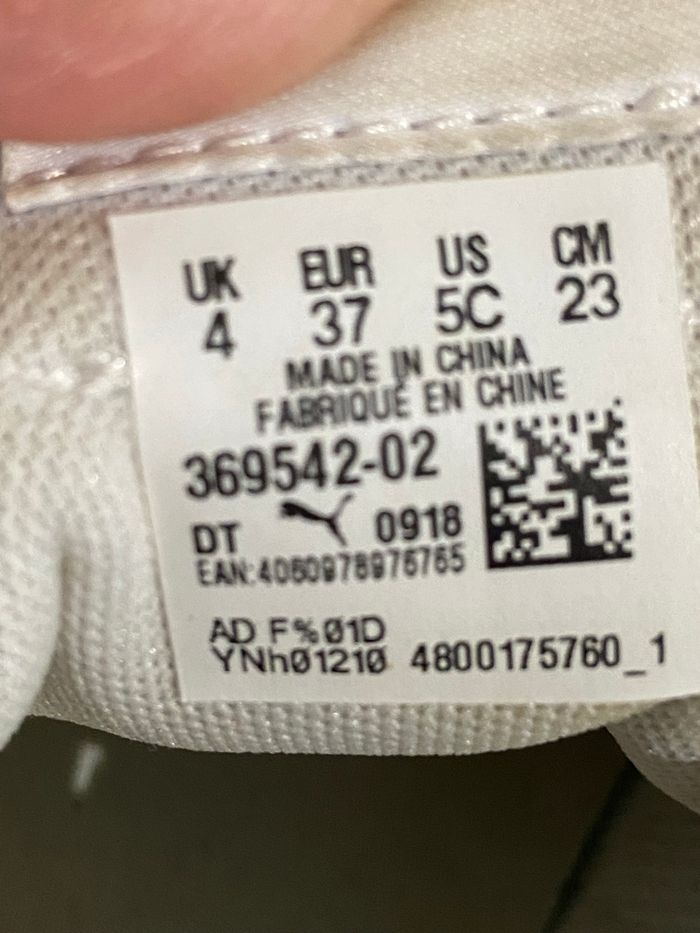 UK EUR US CM
4 37 5C 23
MADE IN CHINA
FABRIQUÉ EN CHINE
369542-02
DT 0918
EAN:4060978976765
AD F%01D
YNh01210 4800175760_1